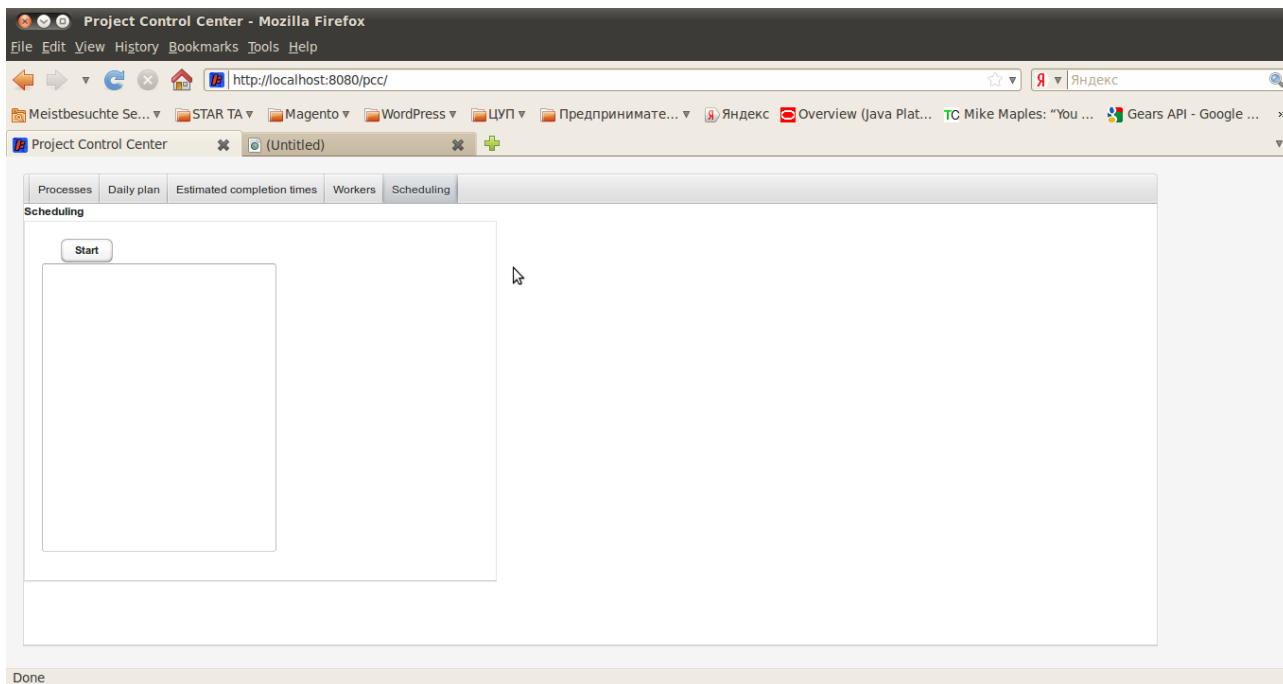 Project Control Center - Mozilla Firefox
File Edit View History Bookmarks Tools Help
http://localhost:8080/pcc/ Я Яндекс
Meistbesuchte Se... STAR TA Magento WordPress ЦУП Предпринимате... Я Яндекс Overview (Java Plat... TC Mike Maples: “You ... Gears API - Google ... »
Project Control Center (Untitled)
Processes Daily plan Estimated completion times Workers Scheduling
Scheduling
Start
Done